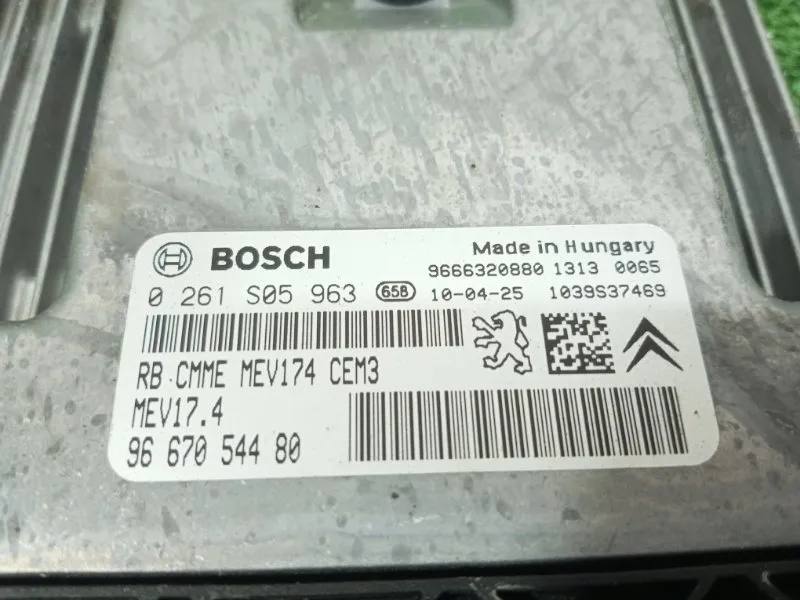 BOSCH
Made in Hungary
9666320880 1313 0065
0 261 S05 963 658 10-04-25 1039S37469
RB CMME MEV174 CEM3
MEV17.4
96 670 544 80